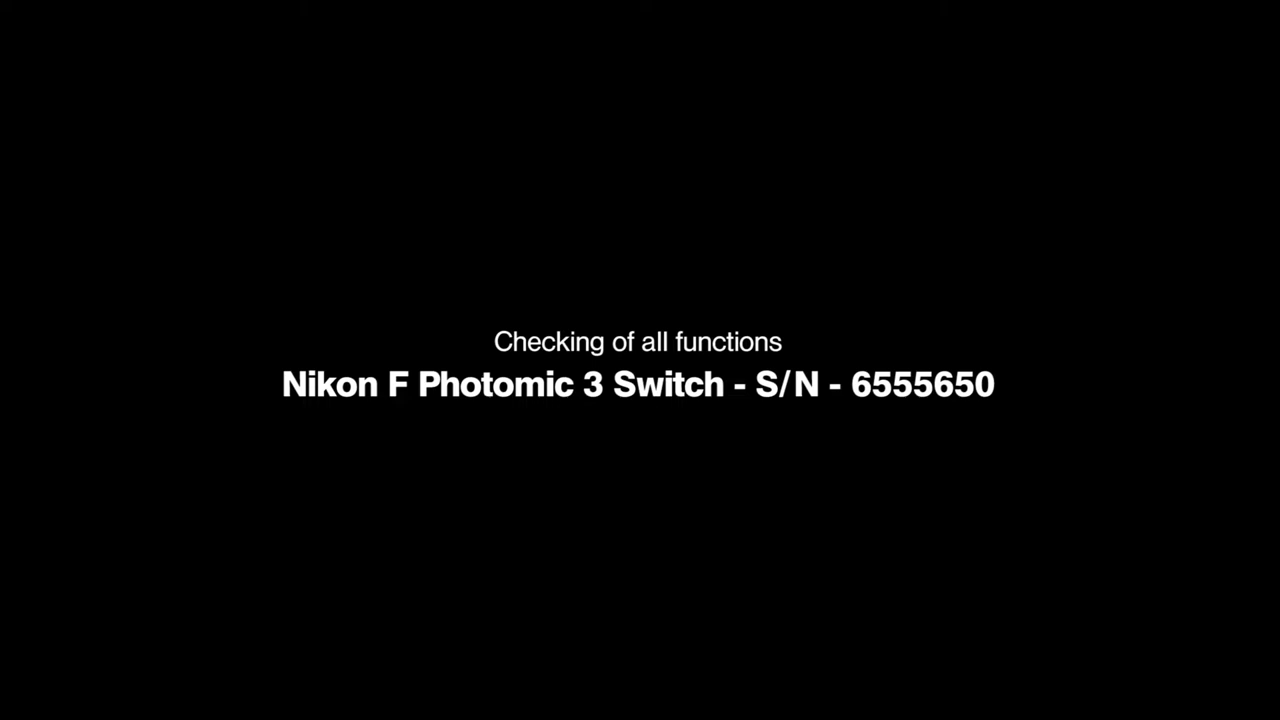 Checking of all functions
Nikon F Photomic 3 Switch - S/N - 6555650